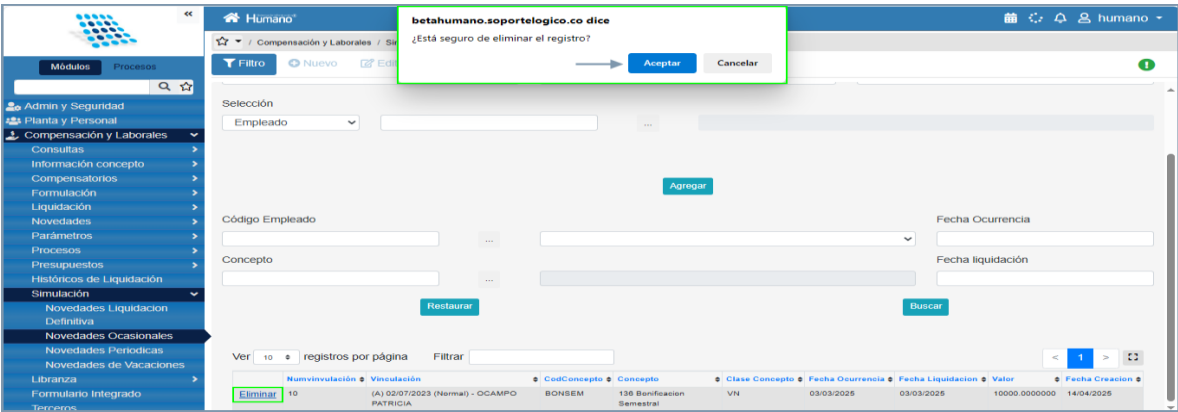 Humano®
humano
betahumano.soportelogico.co dice
¿Está seguro de eliminar el registro?
Aceptar Cancelar
/ Compensación y Laborales /
Filtro Nuevo
Módulos Procesos
Admin y Seguridad
Planta y Personal
Compensación y Laborales
Consultas
Información concepto
Compensatorios
Formulación
Liquidación
Novedades
Parámetros
Procesos
Presupuestos
Históricos de Liquidación
Simulación
Novedades Liquidacion
Definitiva
Novedades Ocasionales
Novedades Periodicas
Novedades de Vacaciones
Libranza
Formulario Integrado
Terceros
Selección
Empleado ...
Agregar
Código Empleado Fecha Ocurrencia
...
Concepto Fecha liquidación
...
Restaurar Buscar
Ver 10 registros por página Filtrar
< 1 >
Numvinvulación Vinculación CodConcepto Concepto Clase Concepto Fecha Ocurrencia Fecha Liquidacion Valor Fecha Creacion
Eliminar 10 (A) 02/07/2023 (Normal) - OCAMPO BONSEM 136 Bonificacion VN 03/03/2025 03/03/2025 10000.0000000 14/04/2025
PATRICIA Semestral